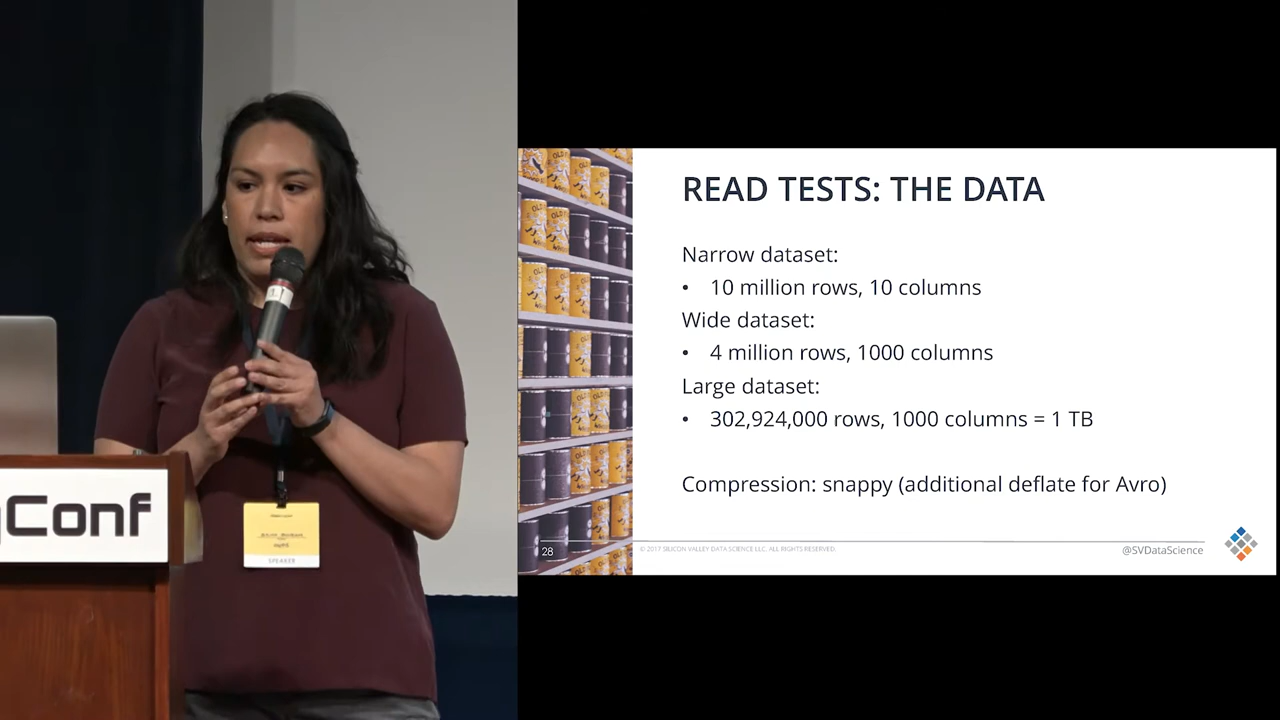 READ TESTS: THE DATA
Narrow dataset:
• 10 million rows, 10 columns
Wide dataset:
• 4 million rows, 1000 columns
Large dataset:
• 302,924,000 rows, 1000 columns = 1 TB
Compression: snappy (additional deflate for Avro)
28
© 2017 SILICON VALLEY DATA SCIENCE LLC. ALL RIGHTS RESERVED.
@SVDataScience
gConf
SPEAKER